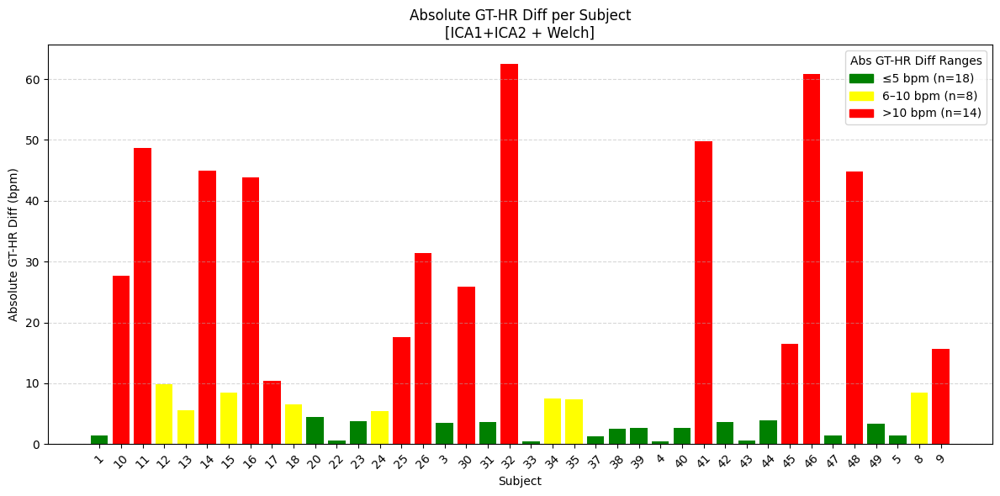 Absolute GT-HR Diff per Subject
[ICA1+ICA2 + Welch]
Abs GT-HR Diff Ranges
≤5 bpm (n=18)
6–10 bpm (n=8)
>10 bpm (n=14)
Absolute GT-HR Diff (bpm)
60
50
40
30
20
10
0
1 10 11 12 13 14 15 16 17 18 20 22 23 24 25 26 3 30 31 32 33 34 35 37 38 39 4 40 41 42 43 44 45 46 47 48 49 5 8 9
Subject